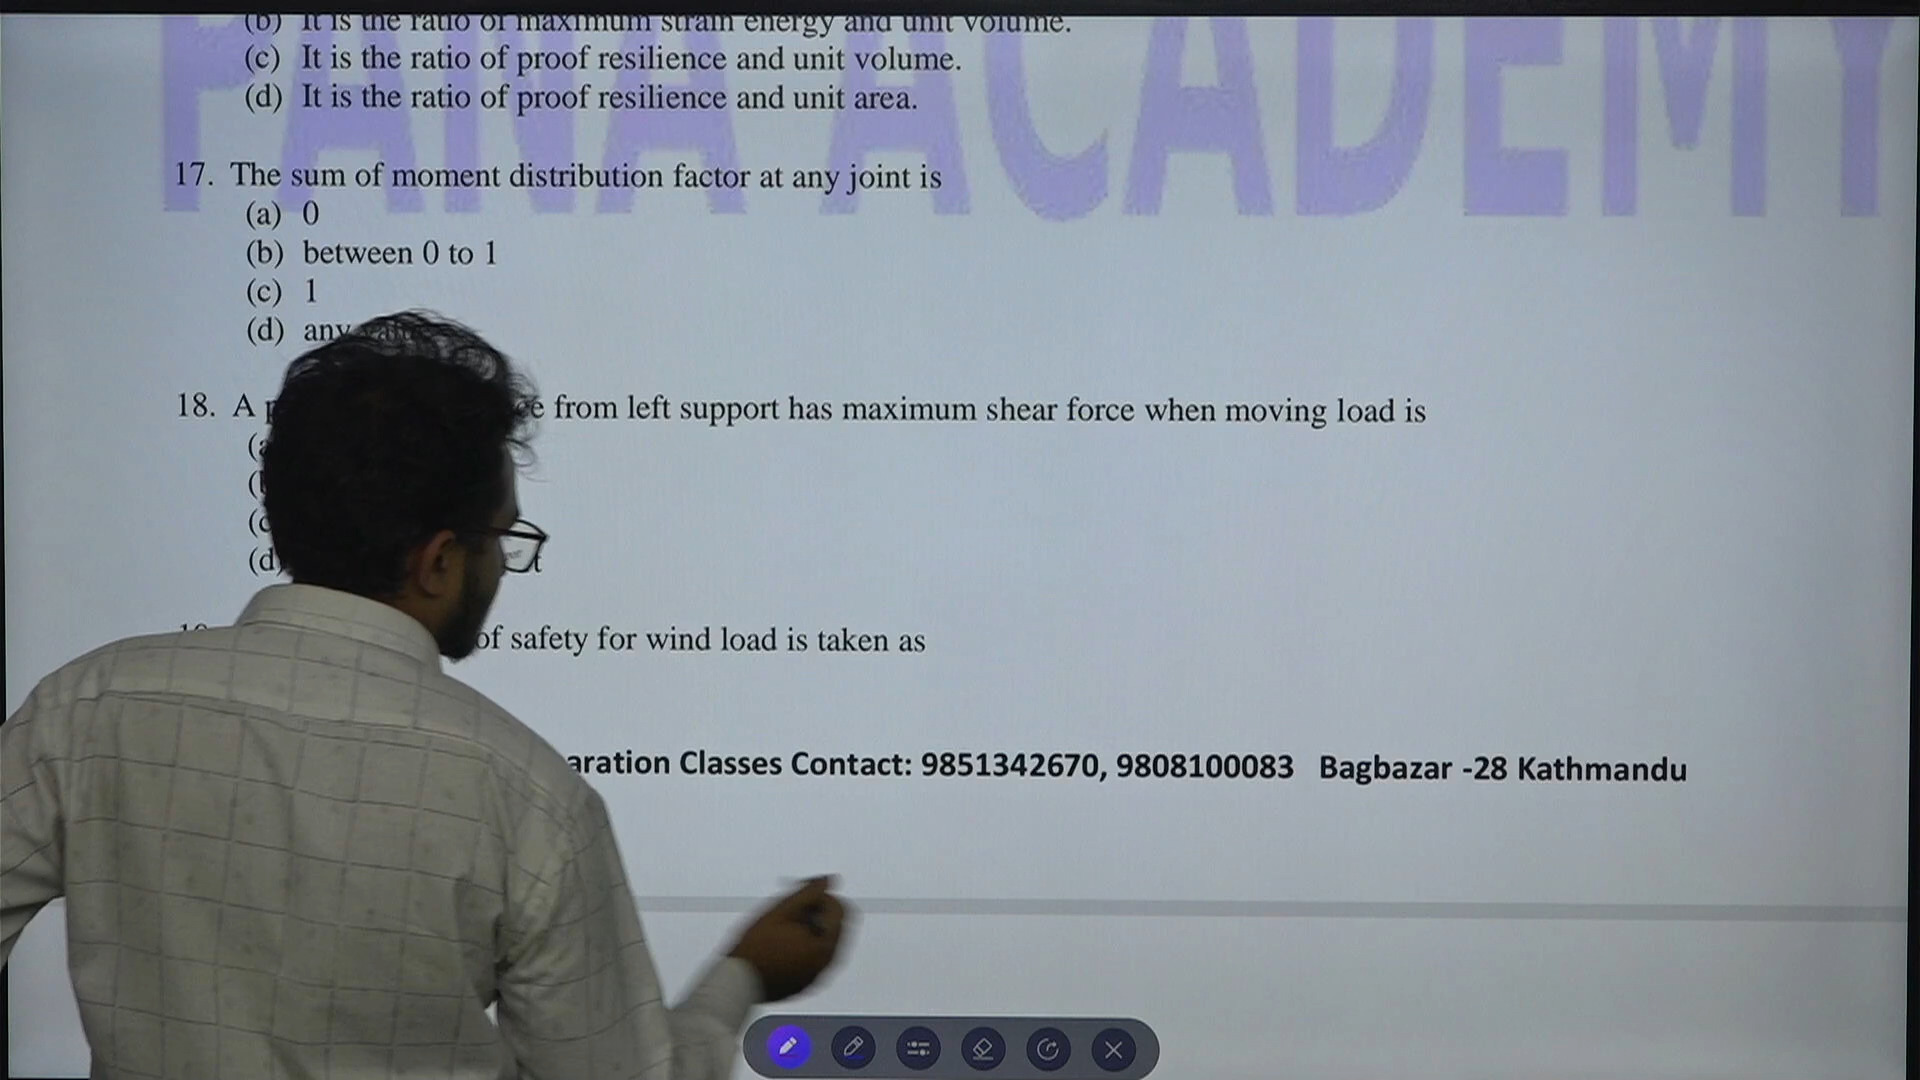 (b) It is the ratio of maximum strain energy and unit volume.
(c) It is the ratio of proof resilience and unit volume.
(d) It is the ratio of proof resilience and unit area.
PANA ACADEMY
17. The sum of moment distribution factor at any joint is
(a) 0
(b) between 0 to 1
(c) 1
(d) any
18. A from left support has maximum shear force when moving load is
(d)
of safety for wind load is taken as
Classes Contact: 9851342670, 9808100083 Bagbazar -28 Kathmandu